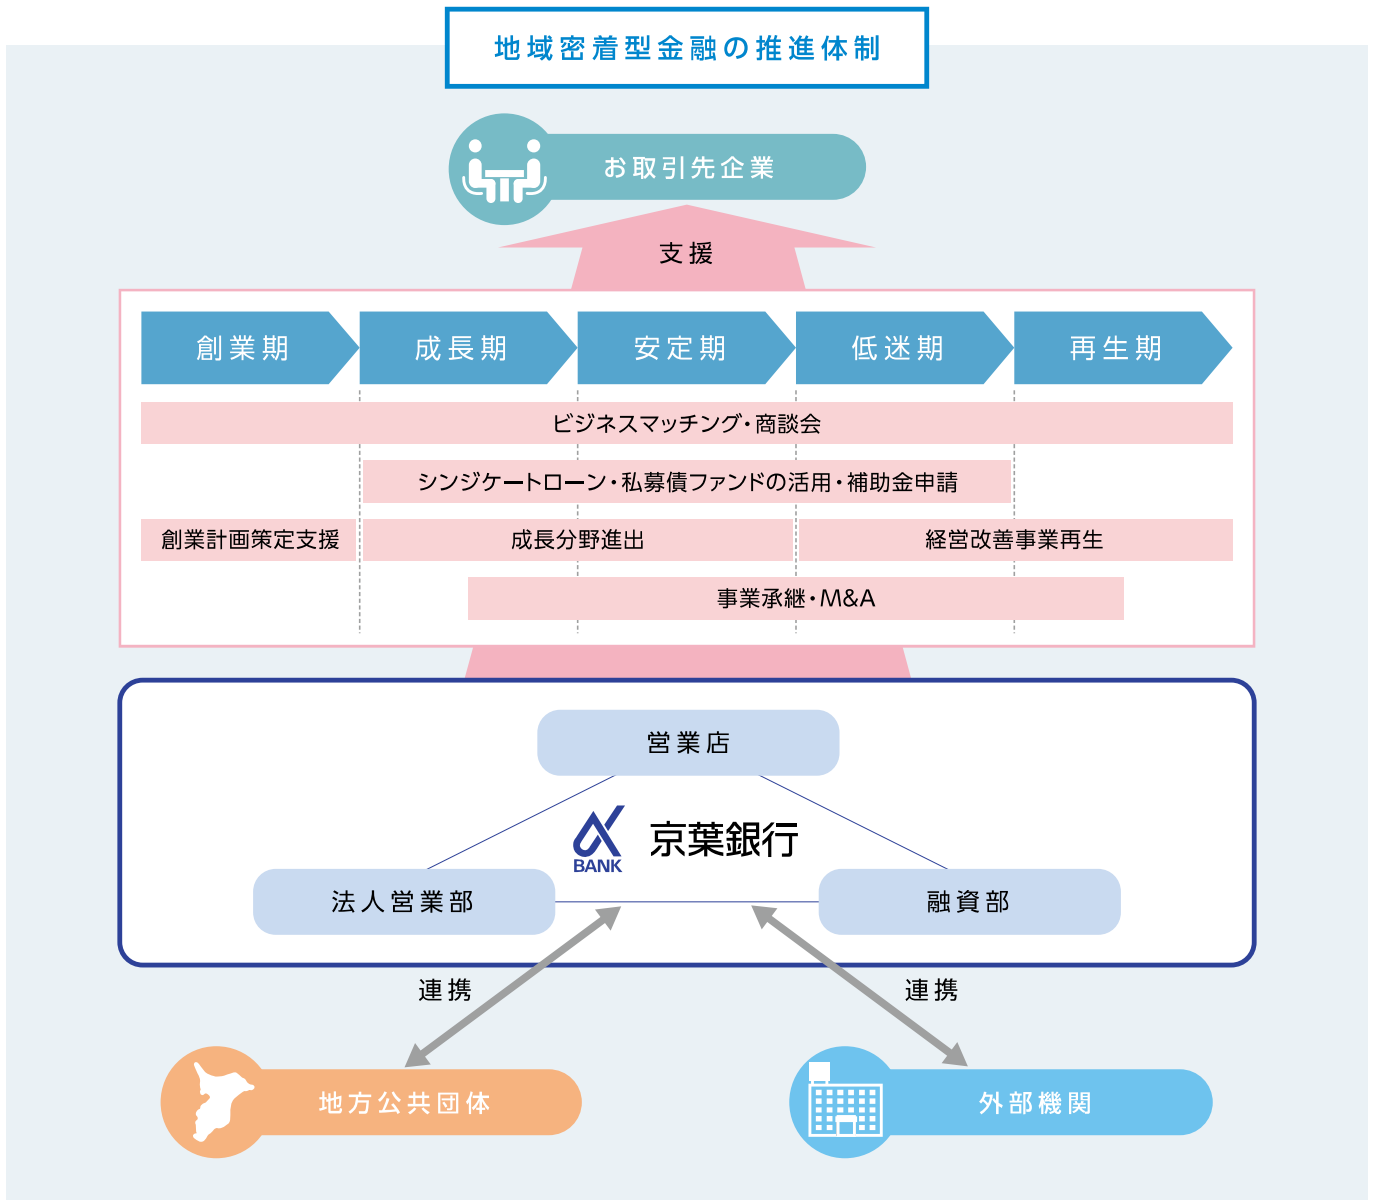 地域密着型金融の推進体制
お取引先企業
支援
創業期
成長期
安定期
低迷期
再生期
ビジネスマッチング・商談会
シンジケートローン・私募債ファンドの活用・補助金申請
創業計画策定支援
成長分野進出
経営改善事業再生
事業承継・M&A
営業店
BANK
京葉銀行
法人営業部
融資部
連携
連携
地方公共団体
外部機関